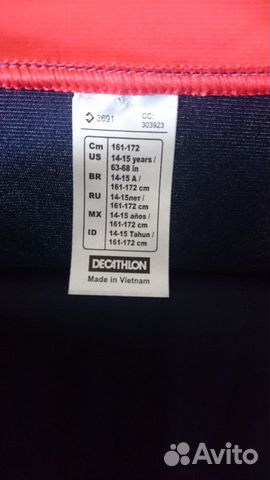 3691 CC:
303923
Cm 161-172
US 14-15 years /
63-68 in
BR 14-15 A /
161-172 cm
RU 14-15лет /
161-172 cm
MX 14-15 años /
161-172 cm
ID 14-15 Tahun /
161-172 cm
DECATHLON
Made in Vietnam
Avito